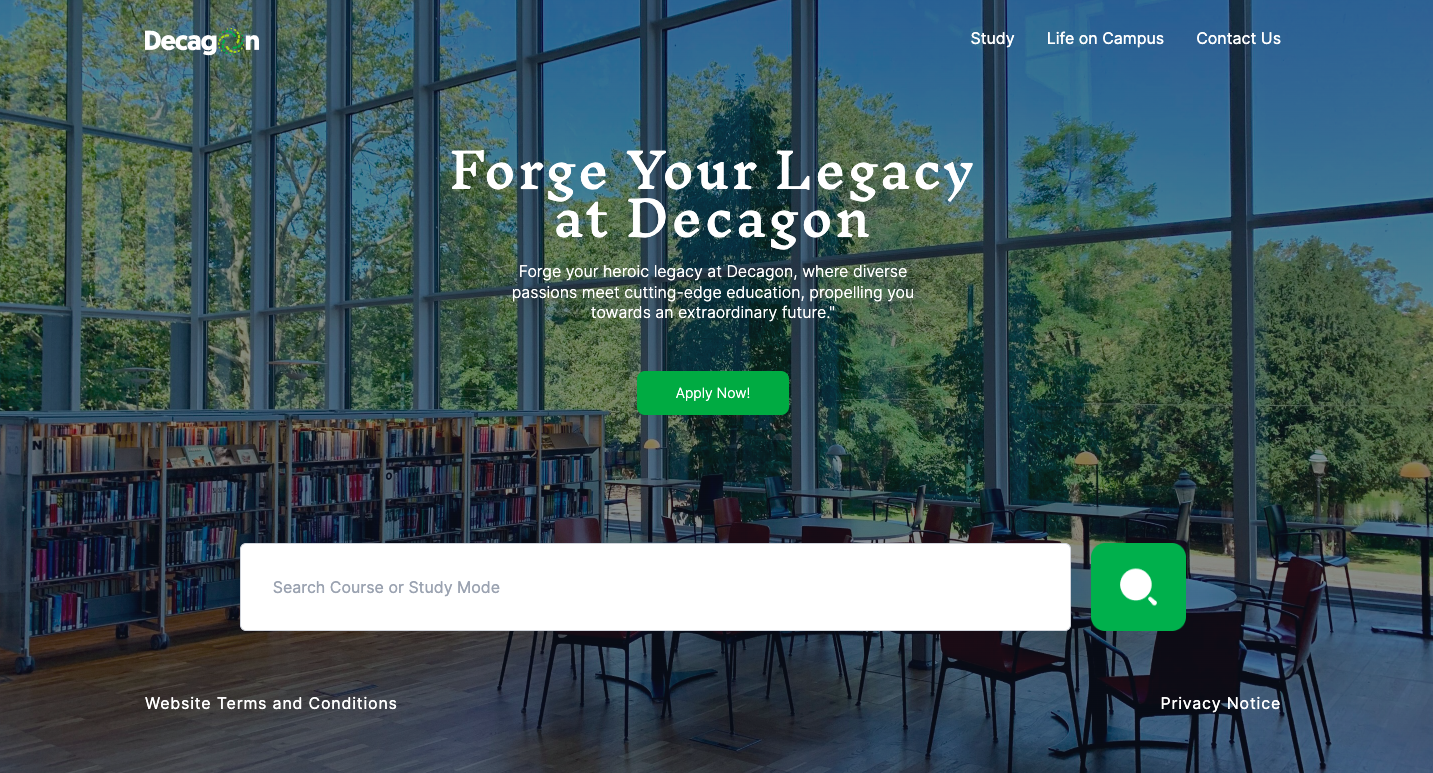 Decagon
Study
Life on Campus
Contact Us
Forge Your Legacy
at Decagon
Forge your heroic legacy at Decagon, where diverse
passions meet cutting-edge education, propelling you
towards an extraordinary future."
Apply Now!
N
Search Course or Study Mode
Website Terms and Conditions
Privacy Notice